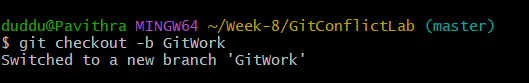 duddu@Pavithra MINGW64 ~/Week-8/GitConflictLab (master)
$ git checkout -b GitWork
Switched to a new branch 'GitWork'